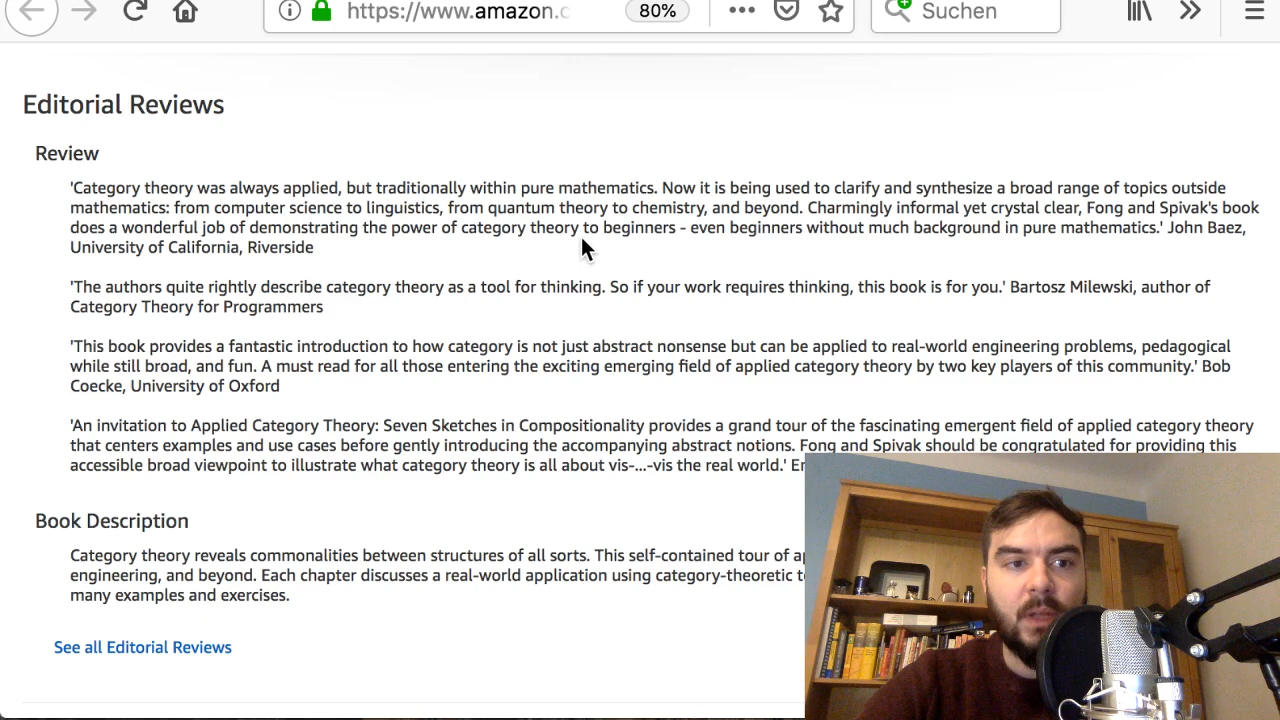 https://www.amazon.c
80%
Suchen
Editorial Reviews
Review
'Category theory was always applied, but traditionally within pure mathematics. Now it is being used to clarify and synthesize a broad range of topics outside
mathematics: from computer science to linguistics, from quantum theory to chemistry, and beyond. Charmingly informal yet crystal clear, Fong and Spivak's book
does a wonderful job of demonstrating the power of category theory to beginners - even beginners without much background in pure mathematics.' John Baez,
University of California, Riverside
'The authors quite rightly describe category theory as a tool for thinking. So if your work requires thinking, this book is for you.' Bartosz Milewski, author of
Category Theory for Programmers
'This book provides a fantastic introduction to how category is not just abstract nonsense but can be applied to real-world engineering problems, pedagogical
while still broad, and fun. A must read for all those entering the exciting emerging field of applied category theory by two key players of this community.' Bob
Coecke, University of Oxford
'An invitation to Applied Category Theory: Seven Sketches in Compositionality provides a grand tour of the fascinating emergent field of applied category theory
that centers examples and use cases before gently introducing the accompanying abstract notions. Fong and Spivak should be congratulated for providing this
accessible broad viewpoint to illustrate what category theory is all about vis-...-vis the real world.'
Book Description
Category theory reveals commonalities between structures of all sorts. This self-contained tour of
engineering, and beyond. Each chapter discusses a real-world application using category-theoretic
many examples and exercises.
See all Editorial Reviews